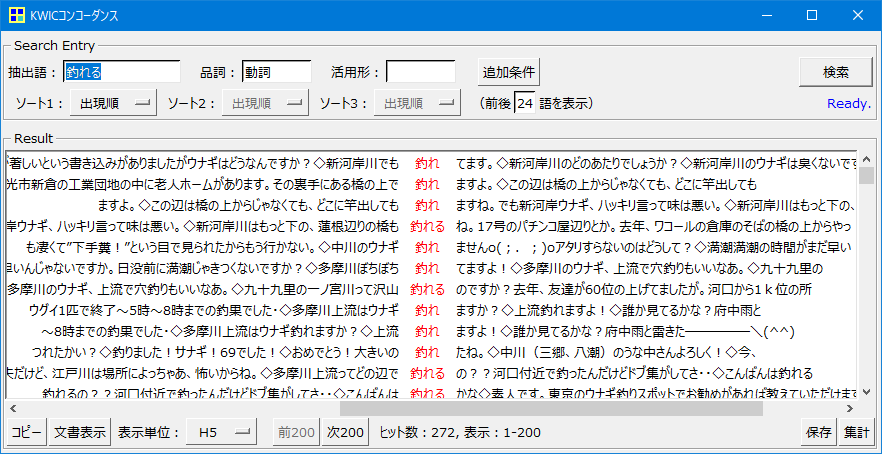 KWICコンコーダンス
Search Entry
抽出語： 釣れる 品詞： 動詞 活用形： 追加条件 検索
ソート1： 出現順 ソート2： 出現順 ソート3： 出現順 （前後 24 語を表示） Ready.
Result
著しいという書き込みがありましたがウナギはどうなんですか？◇新河岸川でも 釣れ てます。◇新河岸川のどのあたりでしょうか？◇新河岸川のウナギは臭くないです
光市新倉の工業団地の中に老人ホームがあります。その裏手にある橋の上で 釣れ ますよ。◇この辺は橋の上からじゃなくても、どこに竿出しても
ますよ。◇この辺は橋の上からじゃなくても、どこに竿出しても 釣れ ますね。でも新河岸川ウナギ、ハッキリ言って味は悪い。◇新河岸川はもっと下の、
岸ウナギ、ハッキリ言って味は悪い。◇新河岸川はもっと下の、蓮根辺りの橋も 釣れる ね。17号のパチンコ屋辺りとか。去年、ワコールの倉庫のそばの橋の上からやっ
も凄くて”下手糞！”という目で見られたからもう行かない。◇中川のウナギ 釣れ ませんo(；．；)oアタリすらないのはどうして？◇満潮満潮の時間がまだ早い
早いんじゃないですか。日没前に満潮じゃきつくないですか？◇多摩川ぼちぼち 釣れ てますよ！◇多摩川のウナギ、上流で穴釣りもいいなあ。◇九十九里の
多摩川のウナギ、上流で穴釣りもいいなあ。◇九十九里の一ノ宮川って沢山 釣れる のですか？去年、友達が60位の上げてましたが。河口から1ｋ位の所
ウグイ1匹で終了～5時～8時までの釣果でした・◇多摩川上流はウナギ 釣れ ますか？◇上流釣れますよ！◇誰か見てるかな？府中雨と
～8時までの釣果でした・◇多摩川上流はウナギ釣れますか？◇上流 釣れ ますよ！◇誰か見てるかな？府中雨と雷きた―――――＼(^^)
つれたかい？◇釣りました！サナギ！69でした！◇おめでとう！大きいの 釣れ たね。◇中川（三郷、八潮）のうな中さんよろしく！◇今、
夫だけど、江戸川は場所によっちゃあ、怖いからね。◇多摩川上流ってどの辺で 釣れる の？？河口付近で釣ったんだけどドブ集がしてさ・・◇こんばんは釣れる
釣れるの？？河口付近で釣ったんだけどドブ集がしてさ・・◇こんばんは 釣れる かな◇素人です。東京のウナギ釣りスポットでお勧めがあれば教えていただけます
コピー 文書表示 表示単位： H5 前200 次200 ヒット数：272, 表示：1-200 保存 集計